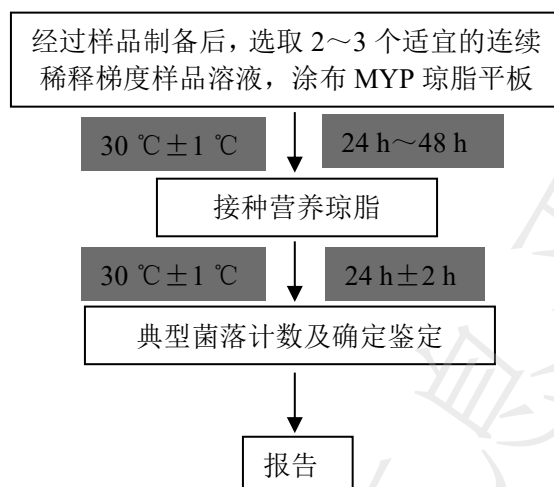 经过样品制备后，选取 2～3 个适宜的连续
稀释梯度样品溶液，涂布 MYP 琼脂平板
30 ℃±1 ℃ 24 h～48 h
接种营养琼脂
30 ℃±1 ℃ 24 h±2 h
典型菌落计数及确定鉴定
报告